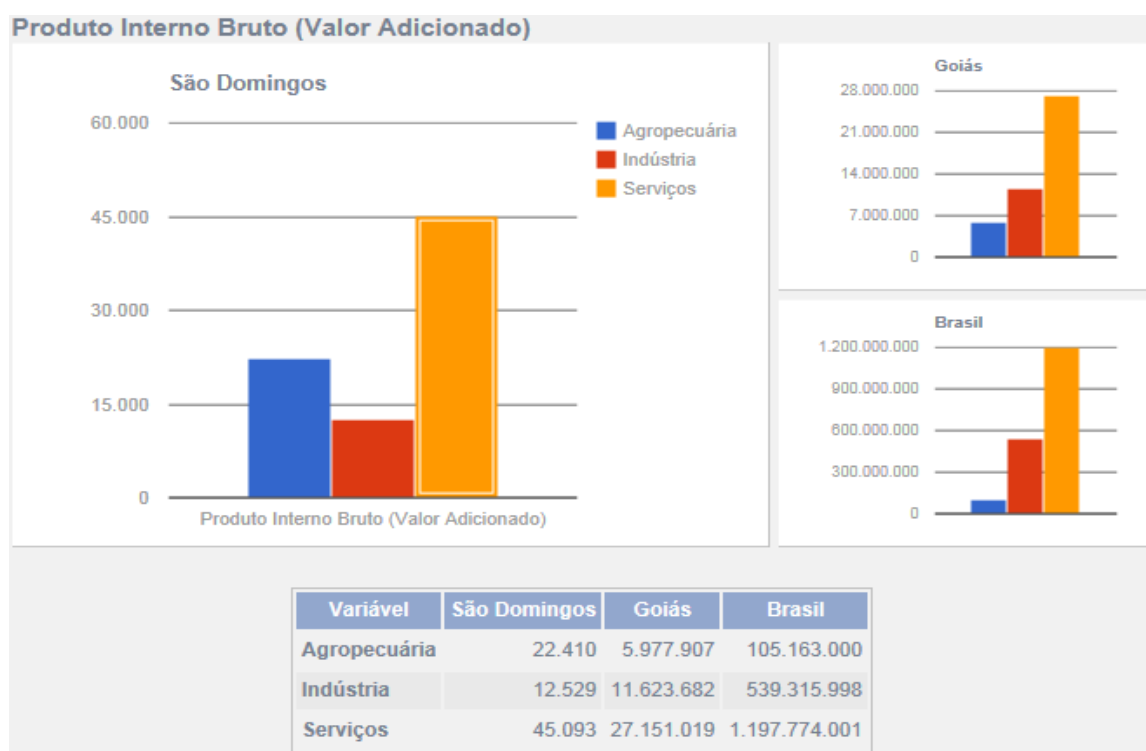 Produto Interno Bruto (Valor Adicionado)
São Domingos
60.000
45.000
30.000
15.000
0
Produto Interno Bruto (Valor Adicionado)
Agropecuária
Indústria
Serviços
Goiás
28.000.000
21.000.000
14.000.000
7.000.000
0
Brasil
1.200.000.000
900.000.000
600.000.000
300.000.000
0
Variável São Domingos Goiás Brasil
Agropecuária 22.410 5.977.907 105.163.000
Indústria 12.529 11.623.682 539.315.998
Serviços 45.093 27.151.019 1.197.774.001